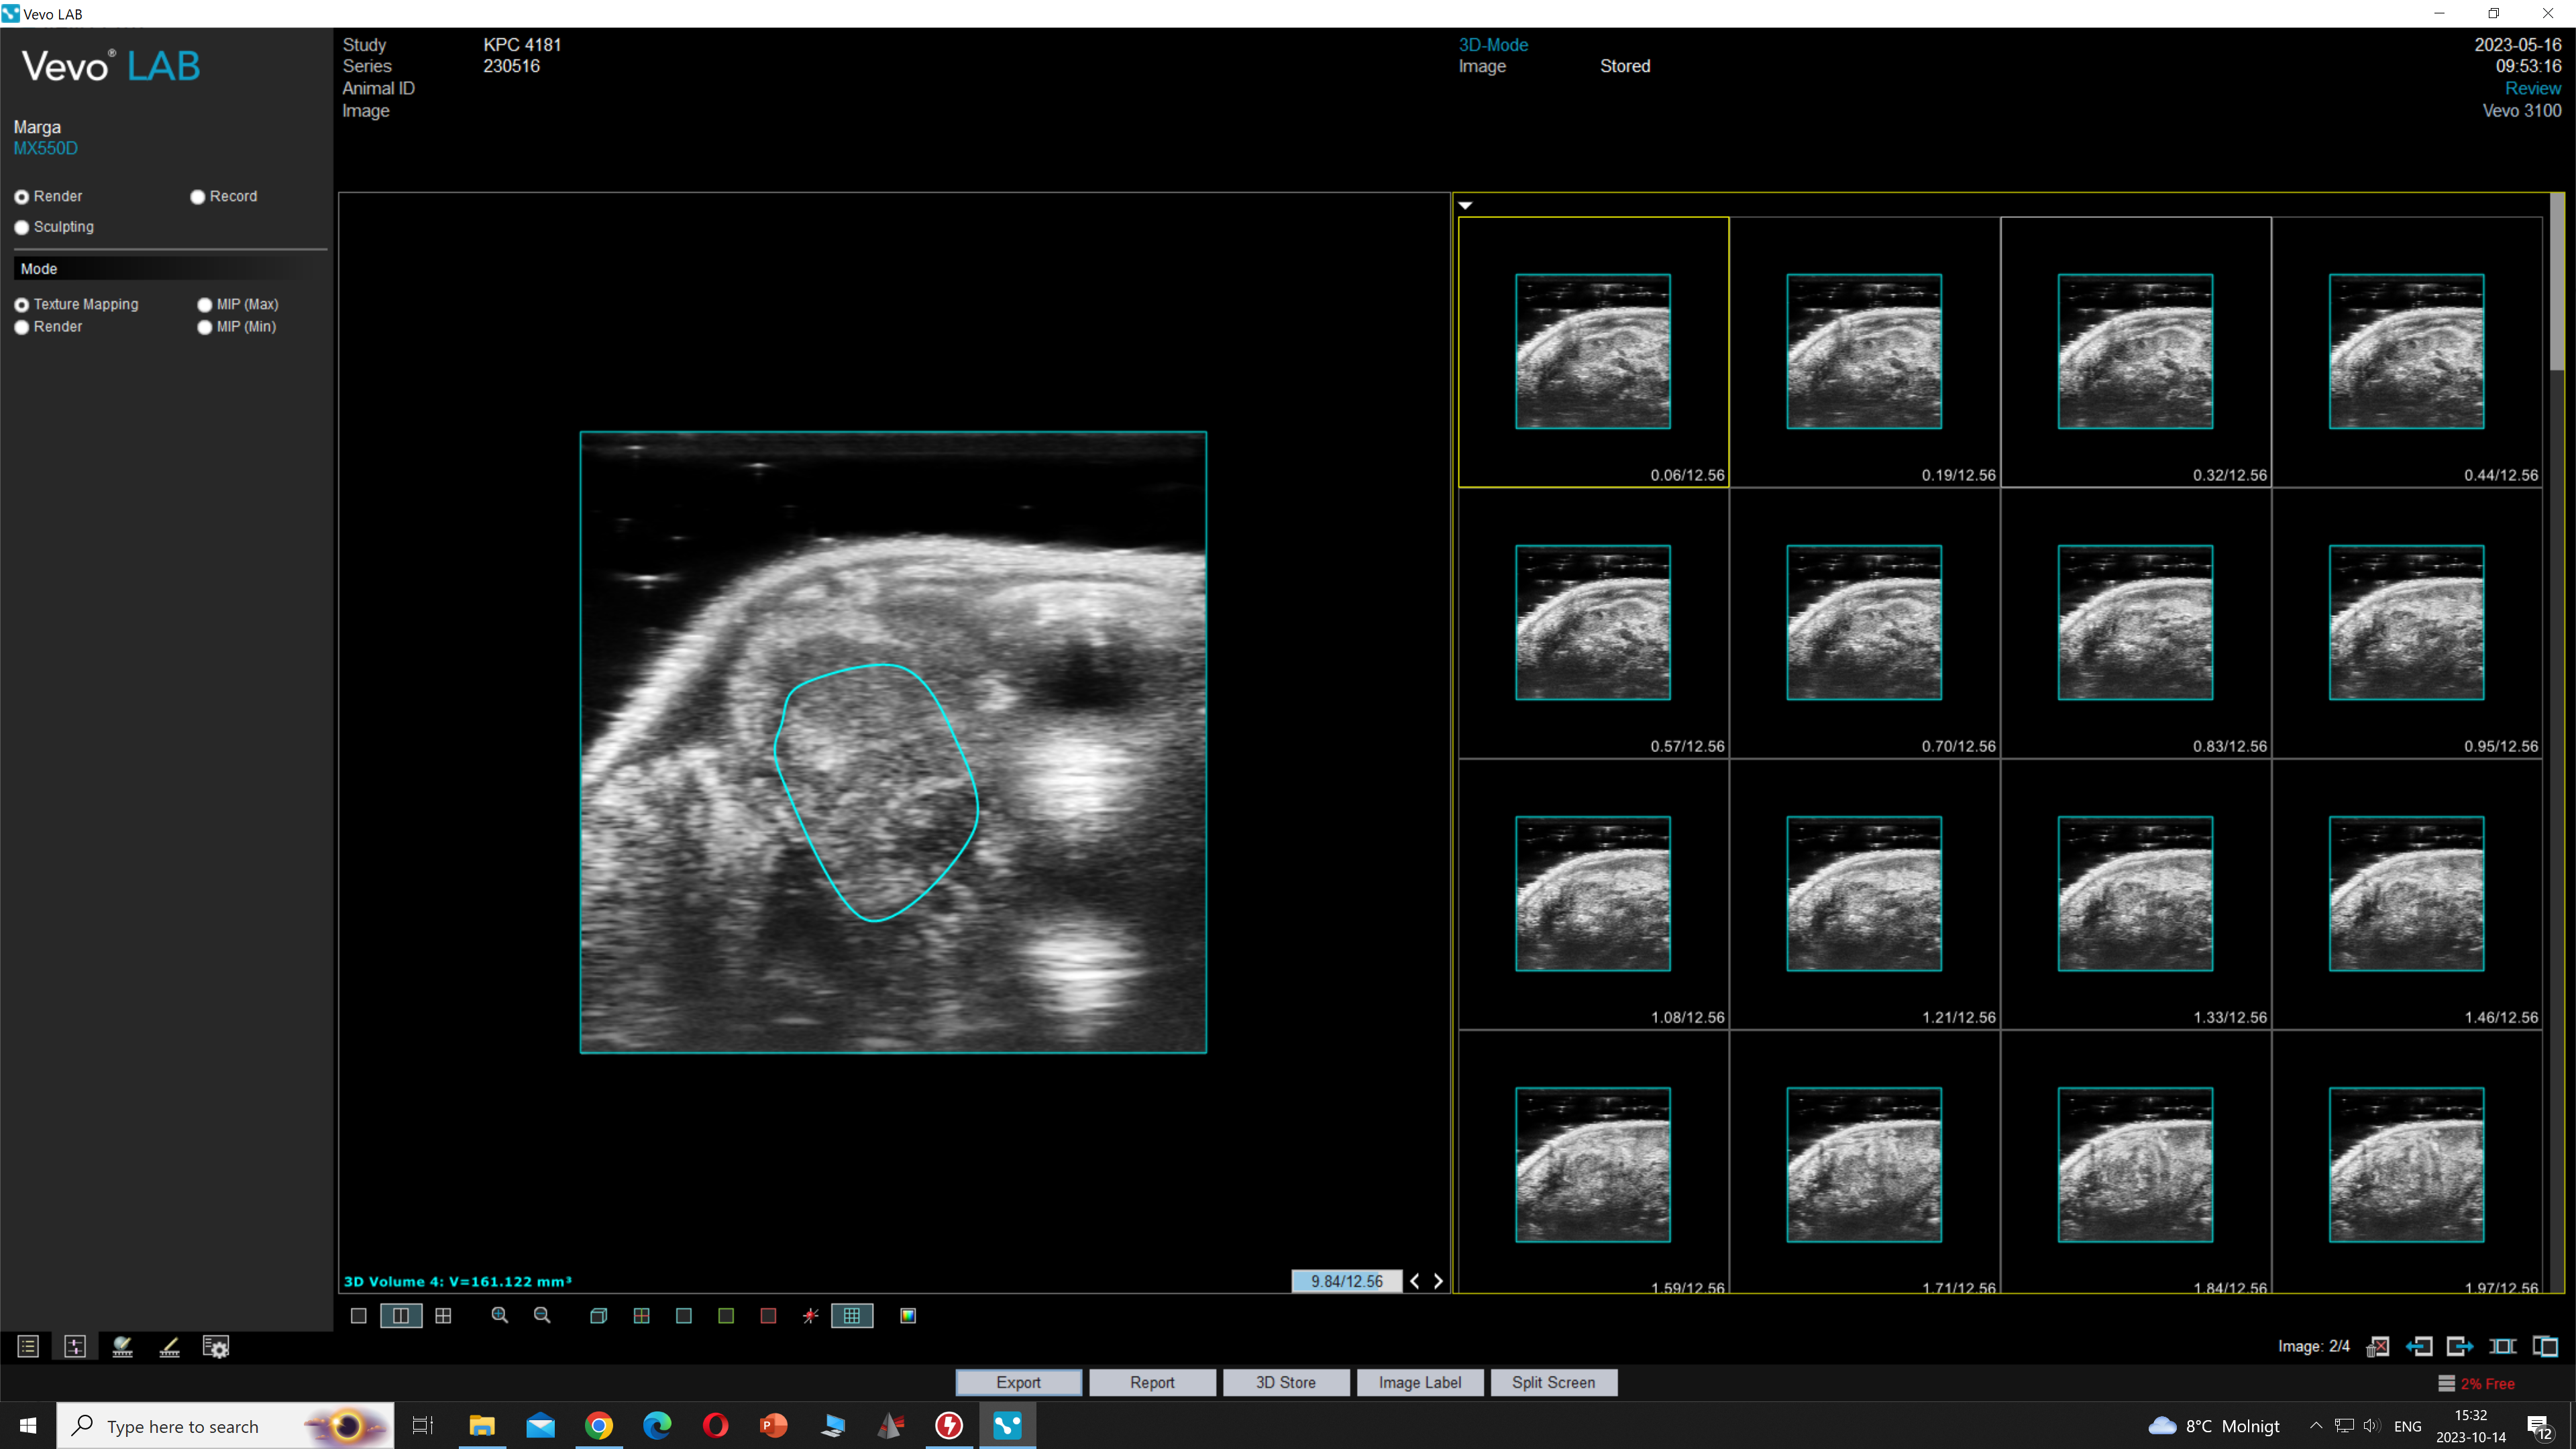 Vevo LAB
Vevo® LAB
Marga
MX550D
Render
Record
Sculpting
Mode
Texture Mapping
MIP (Max)
Render
MIP (Min)
Study KPC 4181
Series 230516
Animal ID
Image
3D-Mode
Image Stored
2023-05-16
09:53:16
Review
Vevo 3100
0.06/12.56
0.19/12.56
0.32/12.56
0.44/12.56
0.57/12.56
0.70/12.56
0.83/12.56
0.95/12.56
1.08/12.56
1.21/12.56
1.33/12.56
1.46/12.56
1.59/12.56
1.71/12.56
1.84/12.56
1.97/12.56
3D Volume 4: V=161.122 mm³
9.84/12.56
Image: 2/4
Export
Report
3D Store
Image Label
Split Screen
2% Free
Type here to search
8°C Molnigt
ENG
15:32
2023-10-14
12